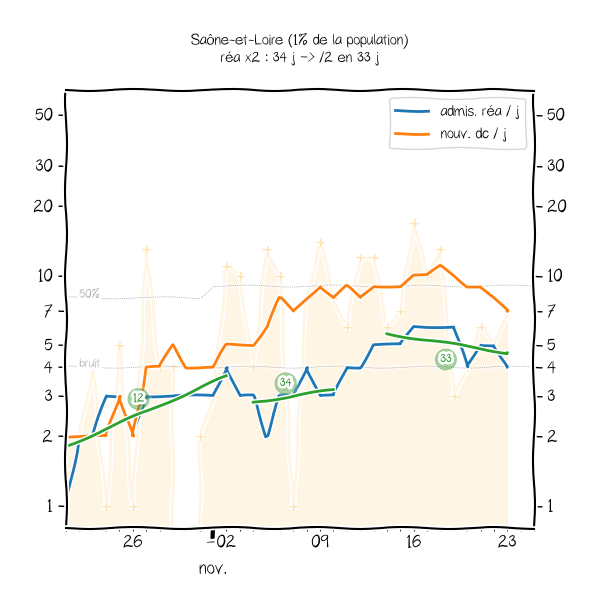 Saône-et-Loire (1% de la population)
réa x2 : 34 j -> /2 en 33 j
admis. réa / j
nouv. dc / j
50 50
30 30
20 20
10 10
50%
7 7
5 5
bruit
4 4
33
34
12
3 3
2 2
1 1
26 02 09 16 23
nov.